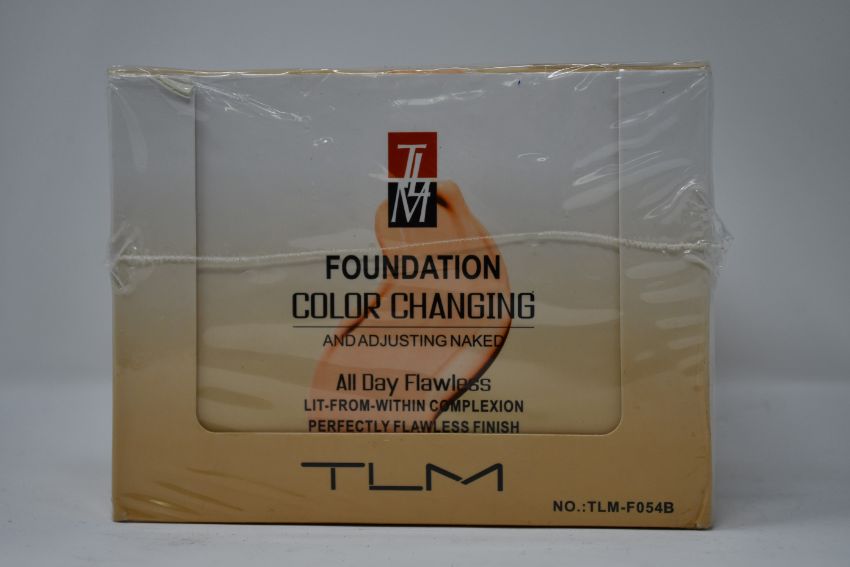 TLM
FOUNDATION
COLOR CHANGING
AND ADJUSTING NAKED
All Day Flawless
LIT-FROM-WITHIN COMPLEXION
PERFECTLY FLAWLESS FINISH
TLM
NO.:TLM-F054B